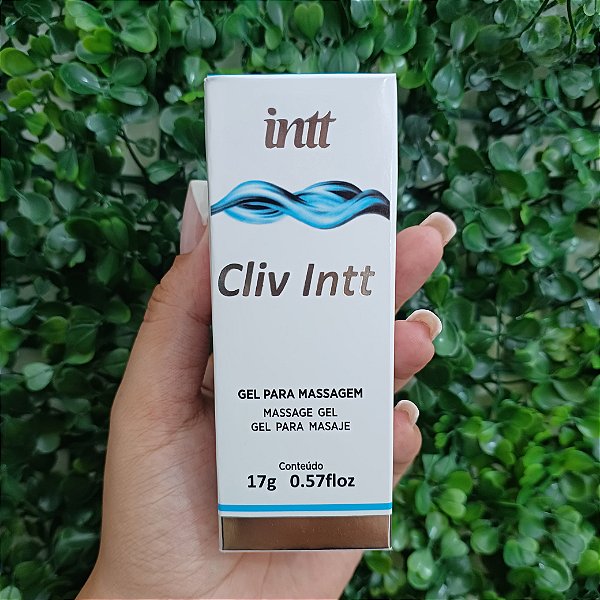 intt
Cliv Intt
GEL PARA MASSAGEM
MASSAGE GEL
GEL PARA MASAJE
Conteúdo
17g 0.57floz